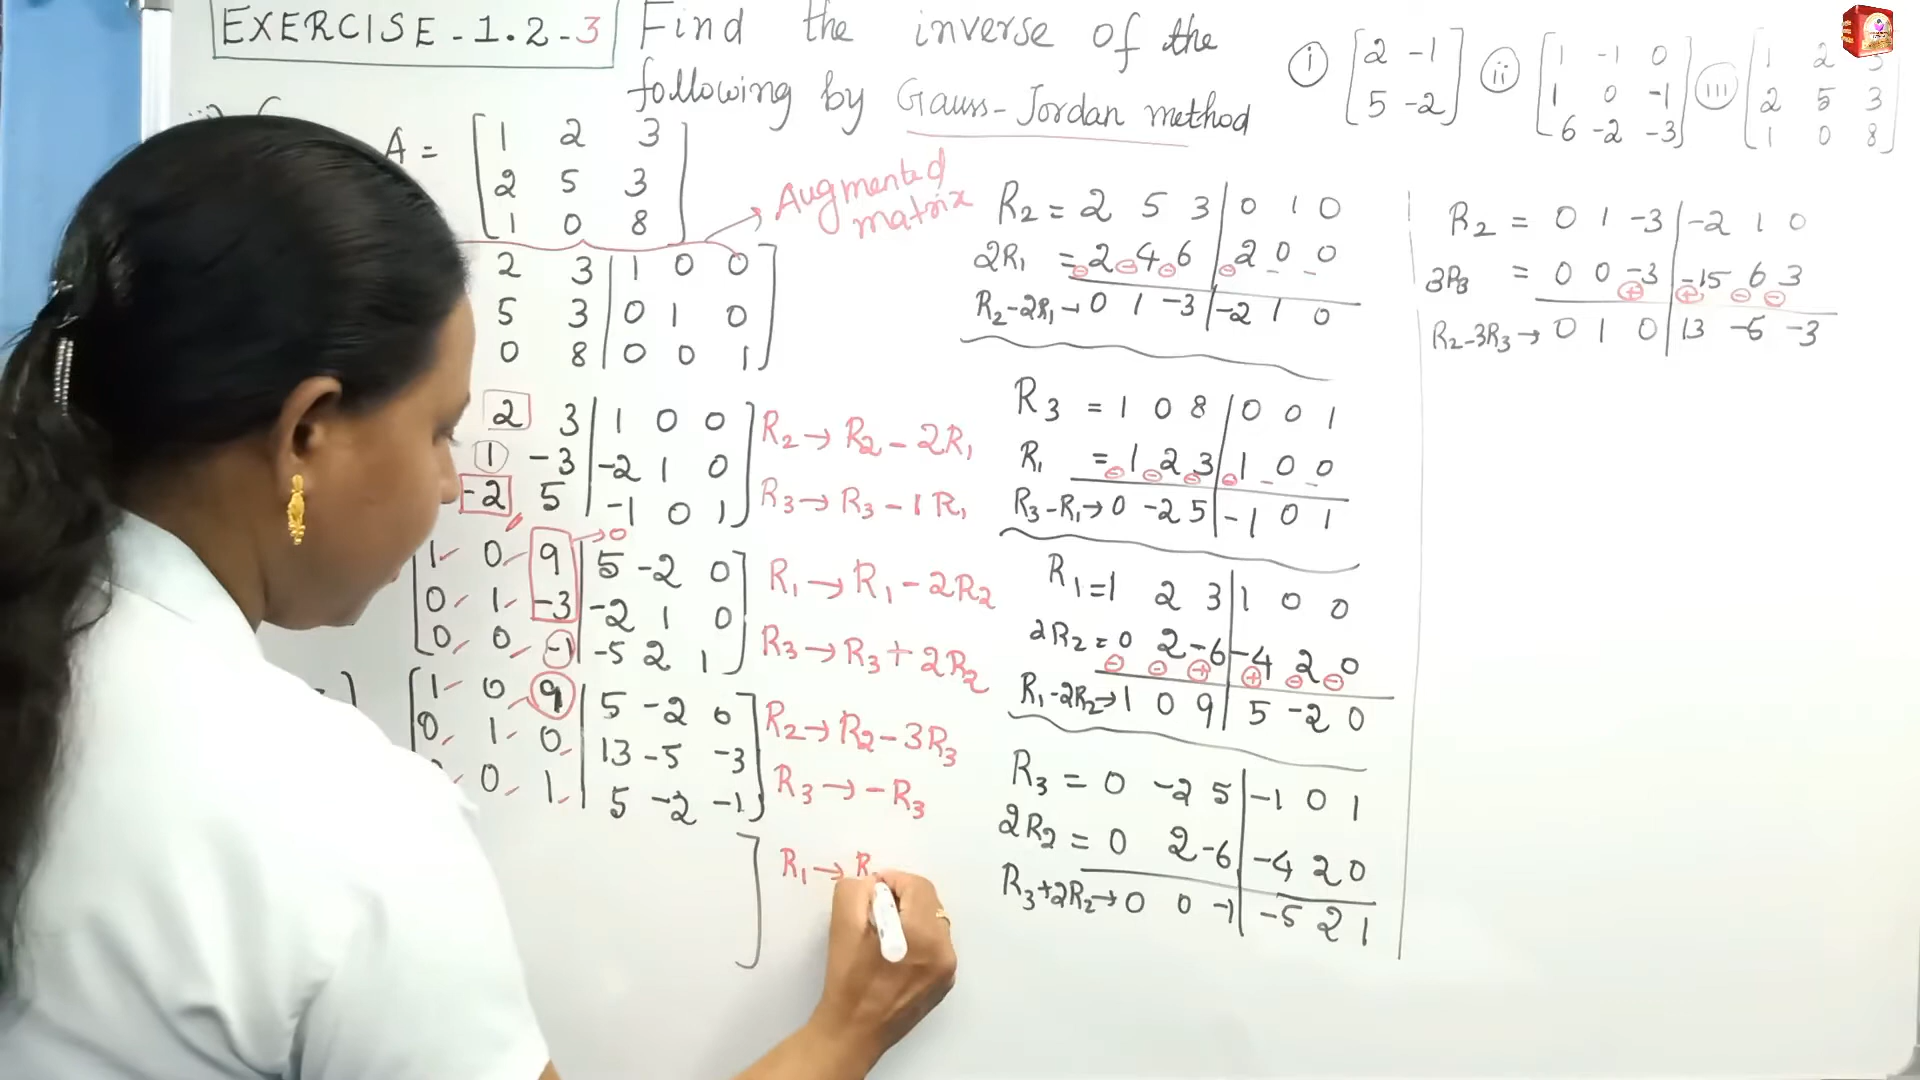 EXERCISE-1.2-3
Find the inverse of the
following by Gauss-Jordan method
i [2 -1
5 -2]
ii [1 -1 0
1 0 -1
6 -2 -3]
iii [1 2 3
2 5 3
1 0 8]
A = [1 2 3
2 5 3
1 0 8]
Augmented
matrix
2 3 | 1 0 0
5 3 | 0 1 0
0 8 | 0 0 1]
2 3 | 1 0 0
1 -3 | -2 1 0
-2 5 | -1 0 1]
R2 → R2 - 2R1
R3 → R3 - 1R1
→ 0
[1 0 9 | 5 -2 0
0 1 -3 | -2 1 0
0 0 -1 | -5 2 1]
R1 → R1 - 2R2
R3 → R3 + 2R2
[1 0 9 | 5 -2 0
0 1 0 | 13 -5 -3
0 1 | 5 -2 -1]
R2 → R2 - 3R3
R3 → -R3
] R1 → R
R2 = 2 5 3 | 0 1 0
2R1 = 2 4 6 | 2 0 0
R2-2R1 → 0 1 -3 | -2 1 0
R3 = 1 0 8 | 0 0 1
R1 = 1 2 3 | 1 0 0
R3-R1 → 0 -2 5 | -1 0 1
R1 = 1 2 3 | 1 0 0
2R2 = 0 2 -6 | -4 2 0
R1-2R2 → 1 0 9 | 5 -2 0
R3 = 0 -2 5 | -1 0 1
2R2 = 0 2 -6 | -4 2 0
R3+2R2 → 0 0 -1 | -5 2 1
R2 = 0 1 -3 | -2 1 0
3R3 = 0 0 -3 | -15 6 3
R2-3R3 → 0 1 0 | 13 -5 -3